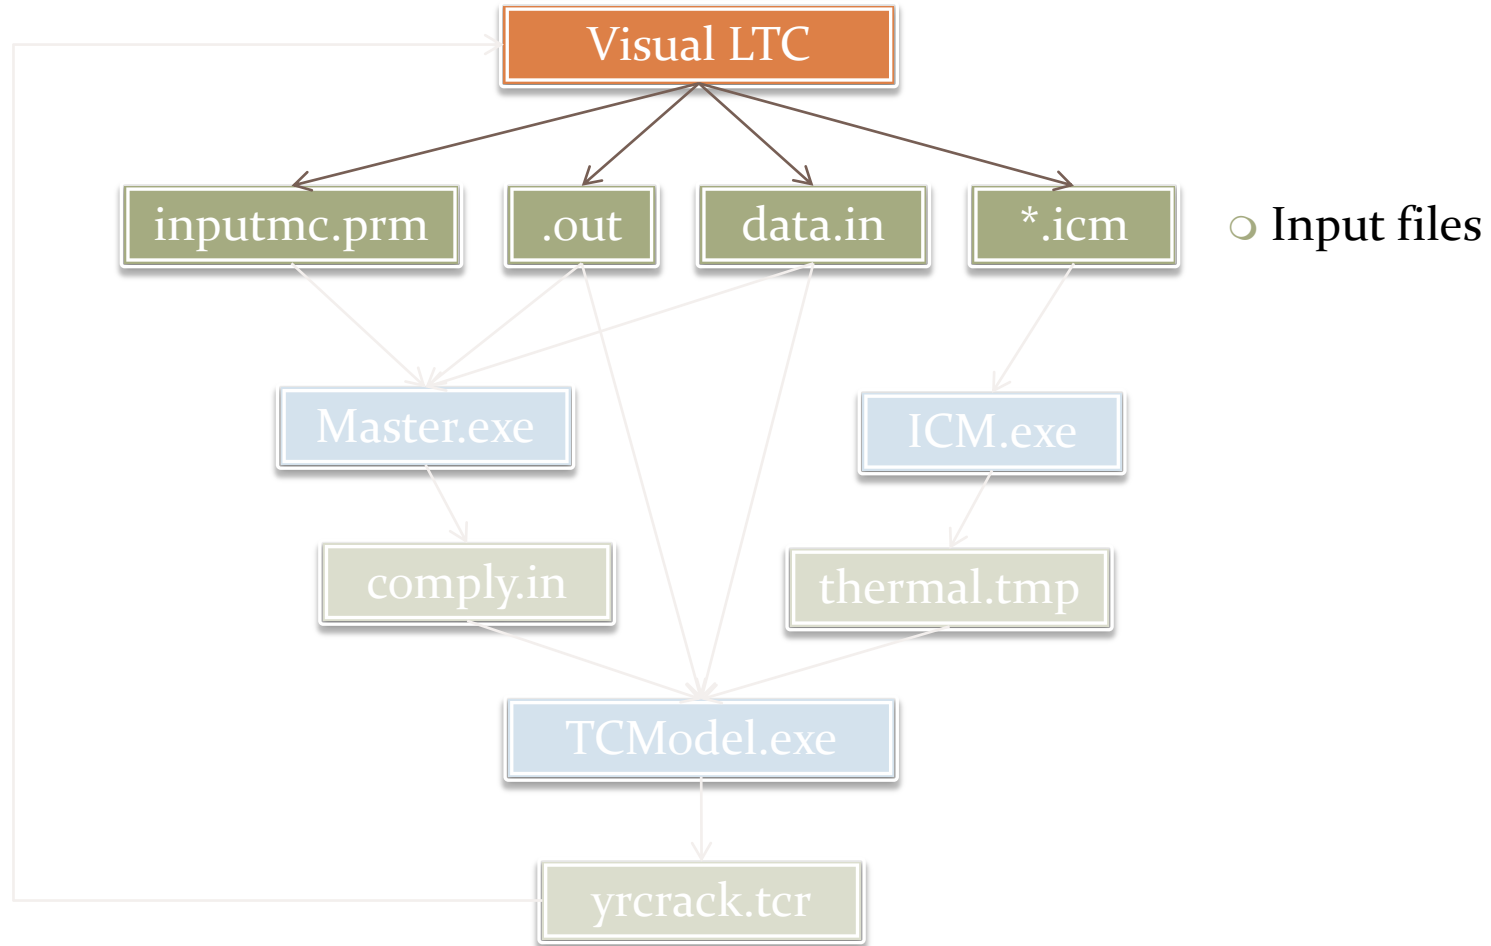 Visual LTC
inputmc.prm
.out
data.in
*.icm
Input files
Master.exe
ICM.exe
comply.in
thermal.tmp
TCModel.exe
yrcrack.tcr